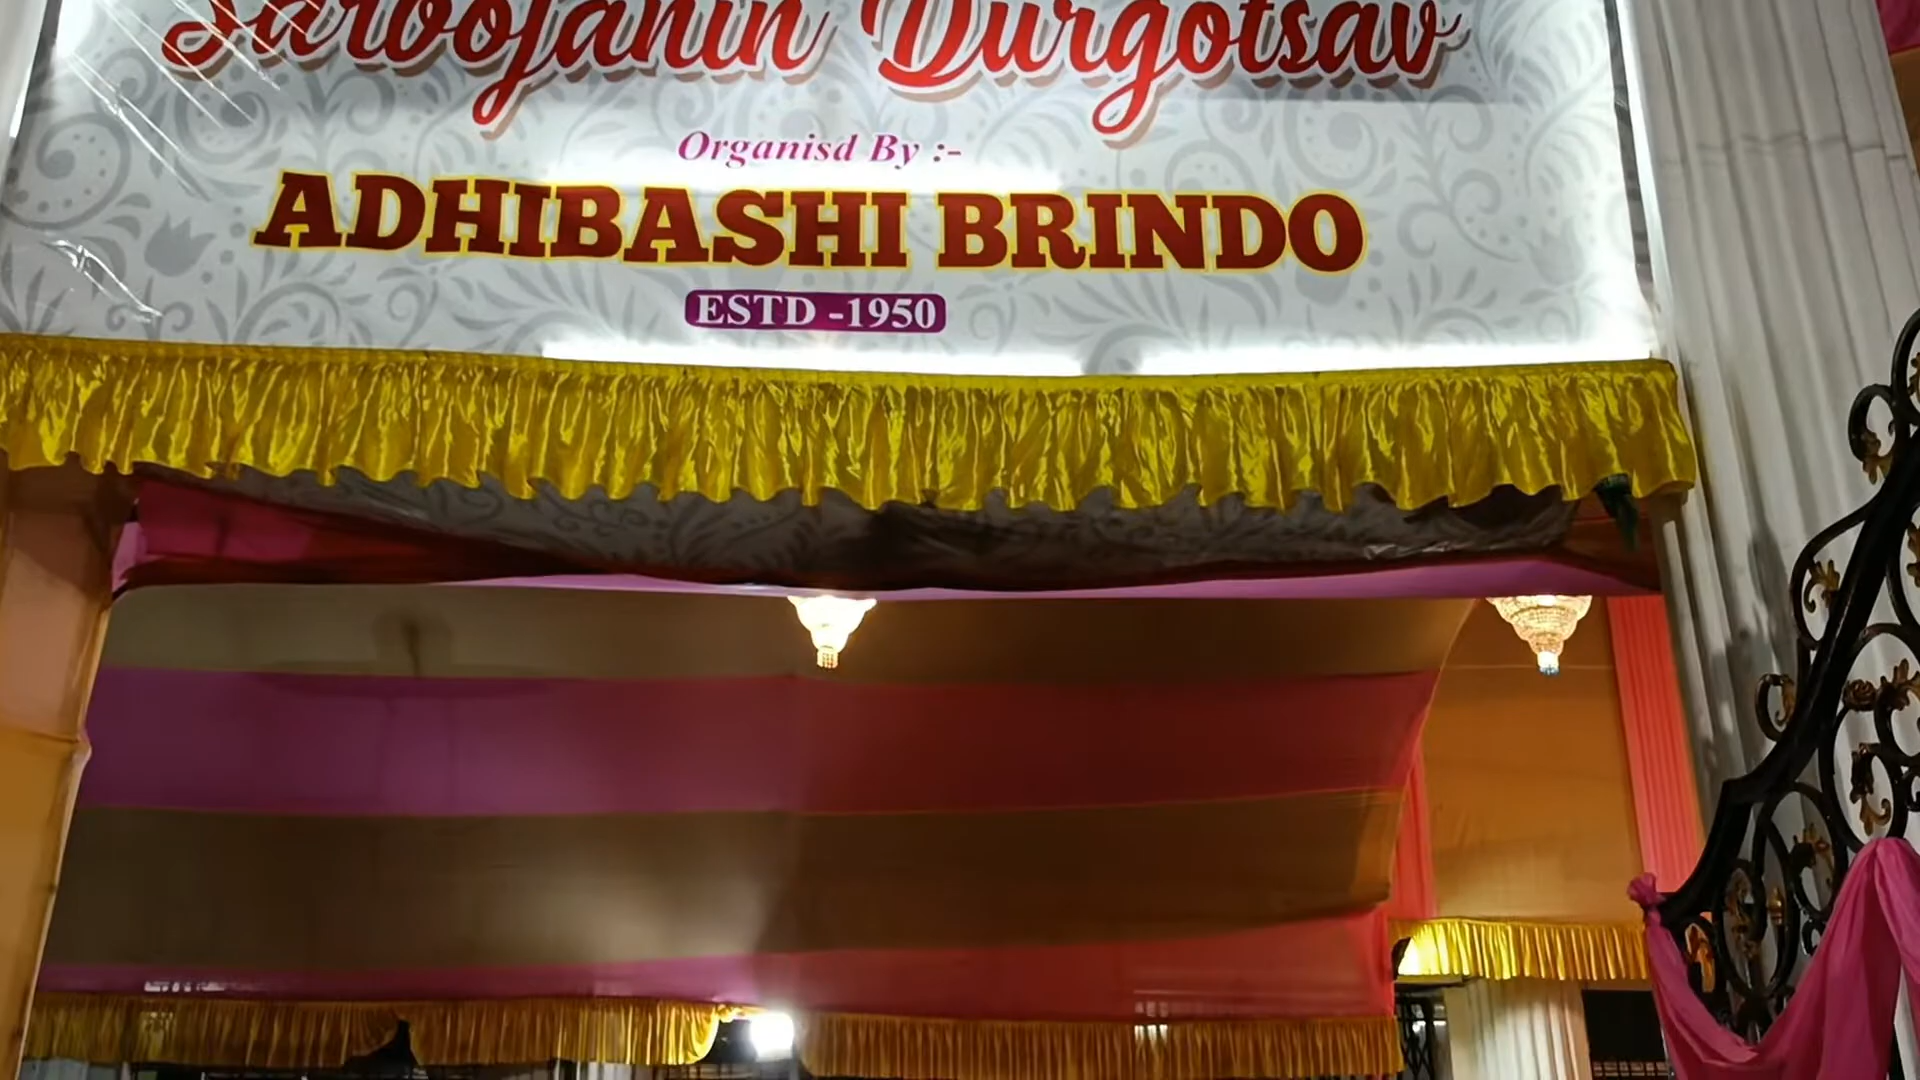 Sarbojanin Durgotsav
Organisd By :-
ADHIBASHI BRINDO
ESTD -1950